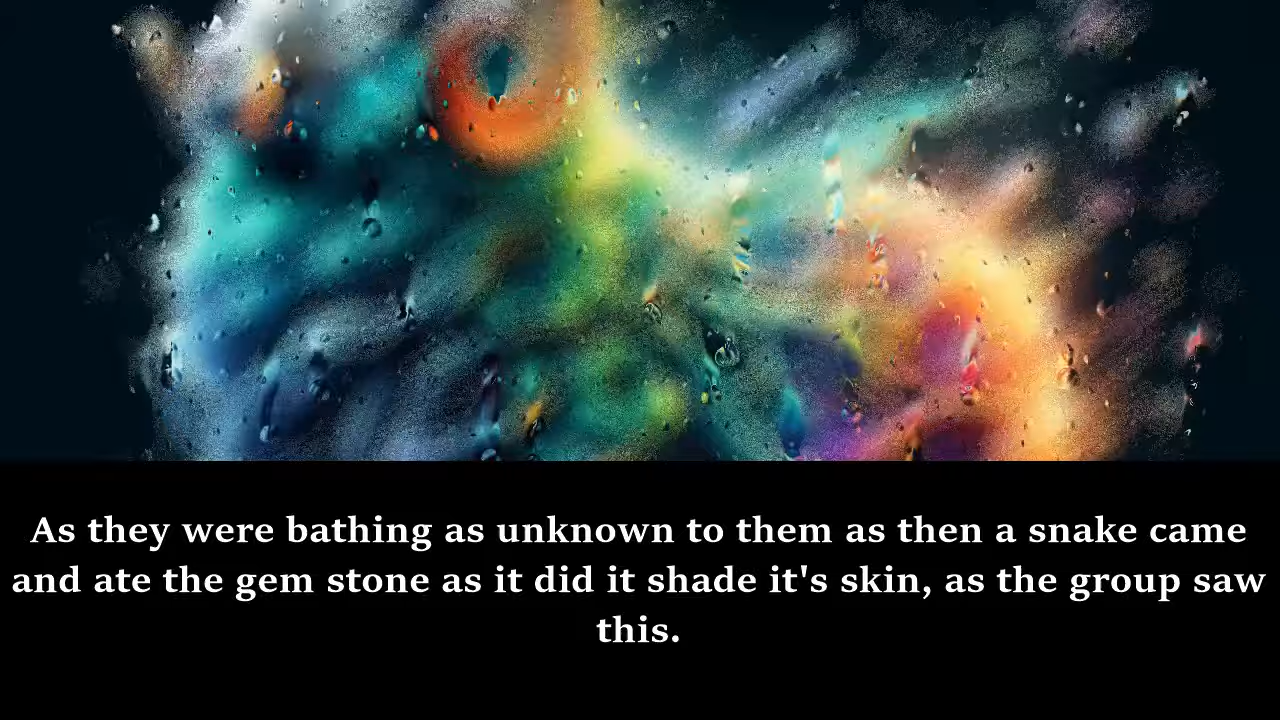 As they were bathing as unknown to them as then a snake came
and ate the gem stone as it did it shade it's skin, as the group saw
this.